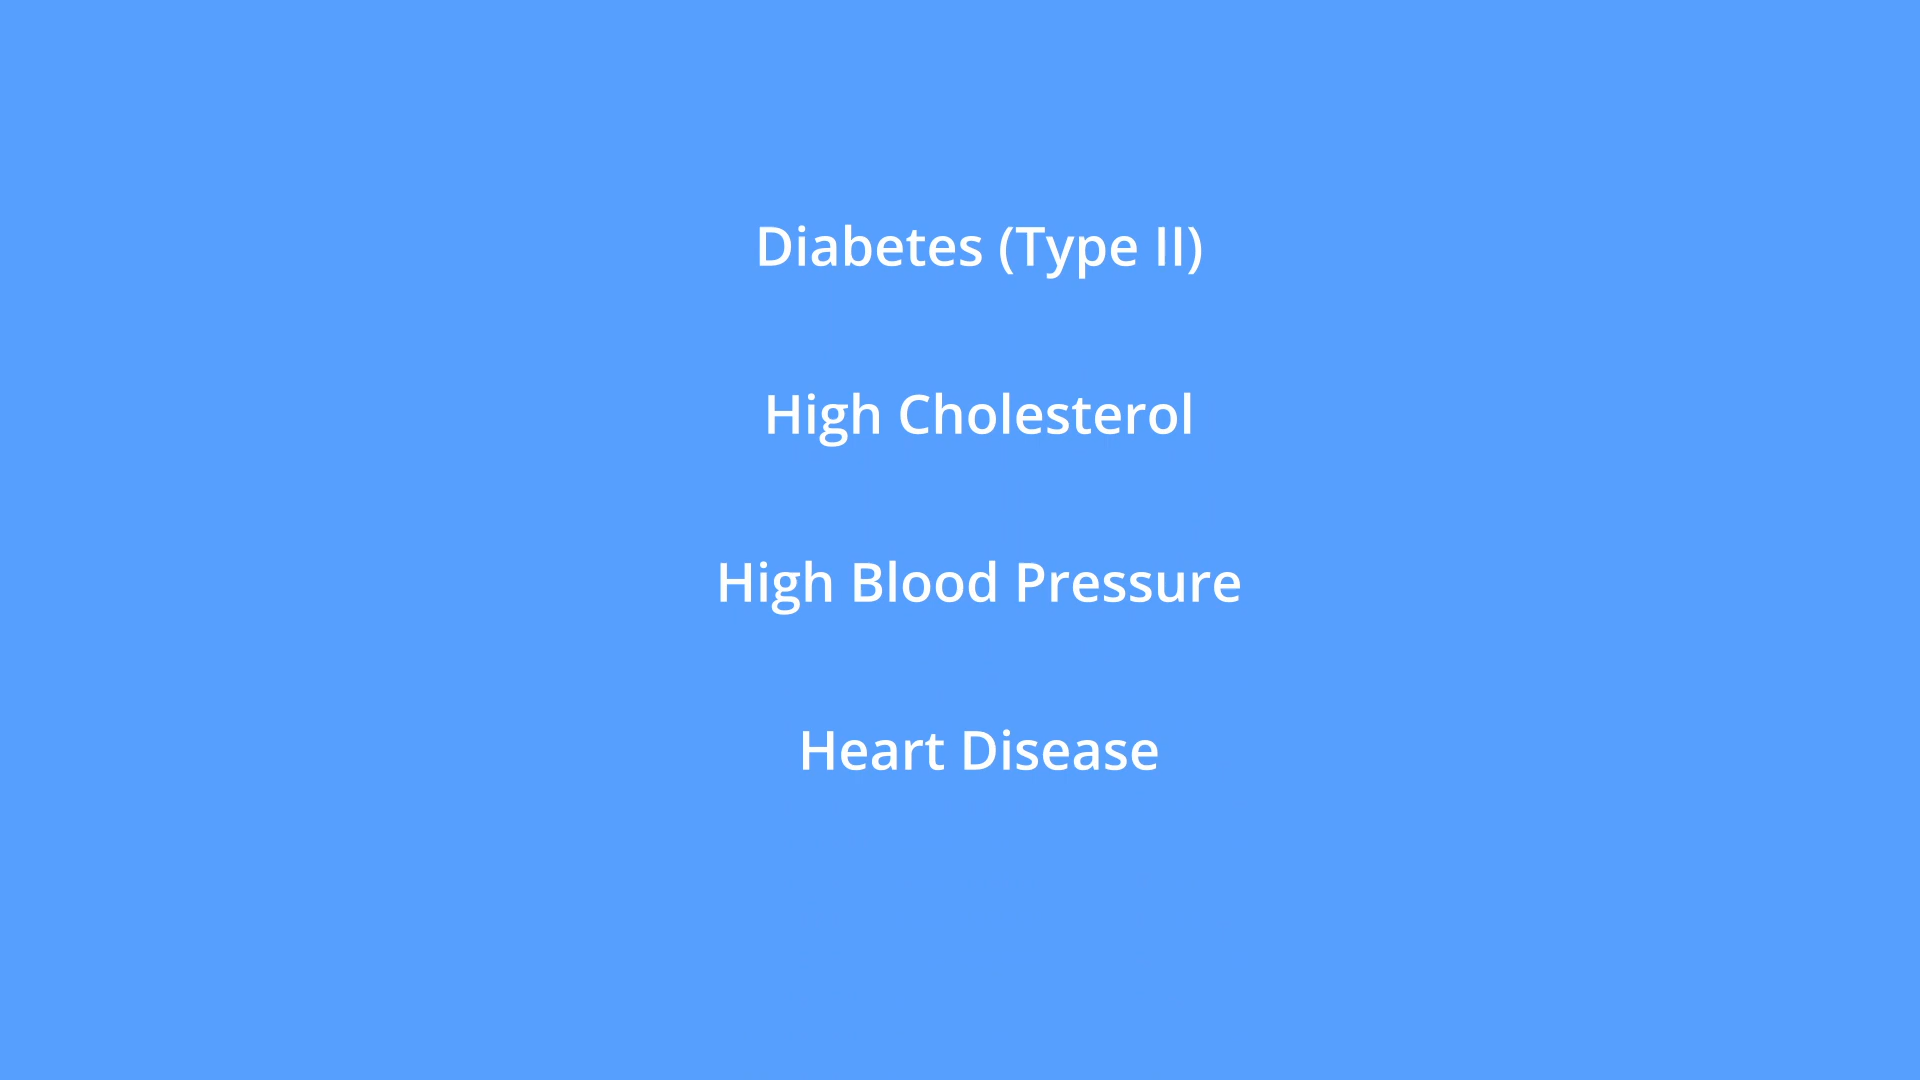 Diabetes (Type II)
High Cholesterol
High Blood Pressure
Heart Disease